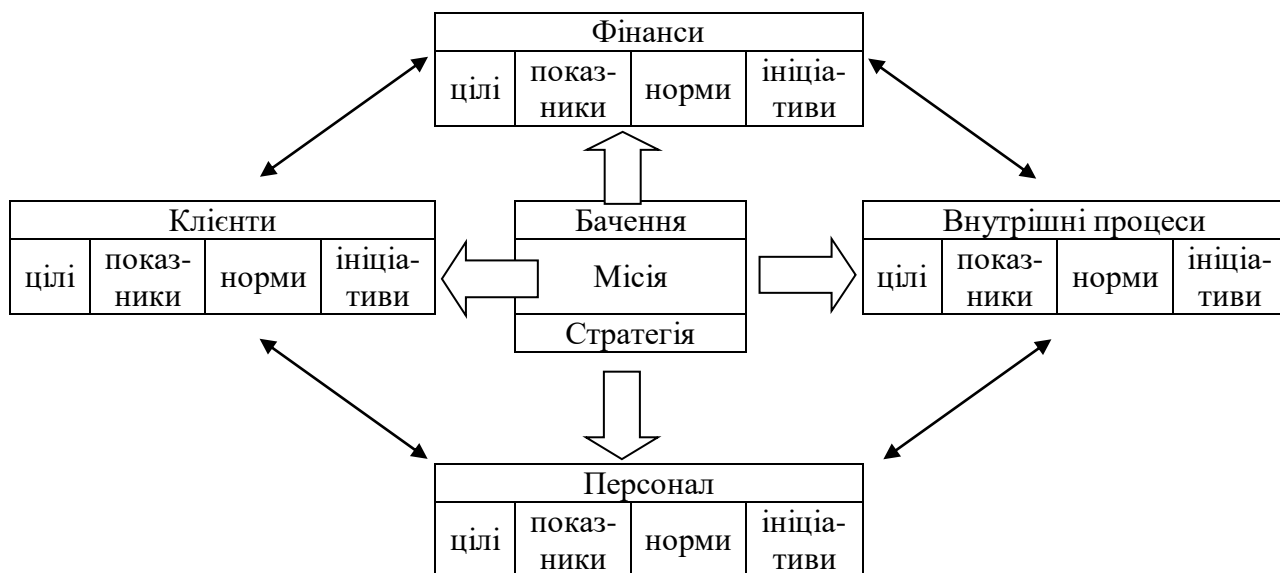 Фінанси
цілі
показ-
ники
норми
ініціа-
тиви
Клієнти
цілі
показ-
ники
норми
ініціа-
тиви
Бачення
Місія
Стратегія
Внутрішні процеси
цілі
показ-
ники
норми
ініціа-
тиви
Персонал
цілі
показ-
ники
норми
ініціа-
тиви